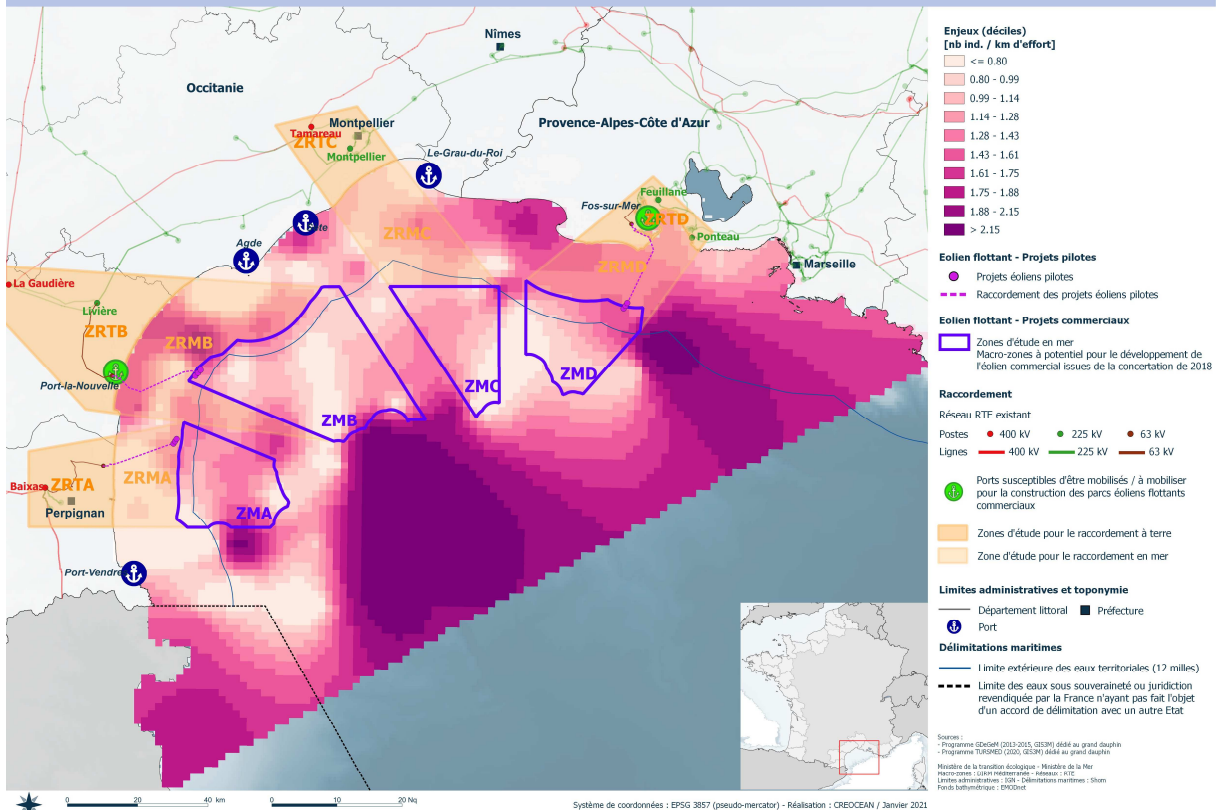 Nîmes
Occitanie
Montpellier
Tamareau
ZRTC
Montpellier
Provence-Alpes-Côte d'Azur
Le-Grau-du-Roi
Feuillane
Fos-sur-Mer
ZRTD
Ponteau
Marseille
ZRMC
ZRMD
Agde
La Gaudière
Livière
ZRTB
ZRMB
Port-la-Nouvelle
ZMB
ZMC
ZMD
ZRMA
ZRTA
Baixas
Perpignan
ZMA
Port-Vendre
0 20 40 km
0 10 20 Nq
Système de coordonnées : EPSG 3857 (pseudo-mercator) - Réalisation : CREOCEAN / Janvier 2021
Enjeux (déciles)
[nb ind. / km d'effort]
<= 0.80
0.80 - 0.99
0.99 - 1.14
1.14 - 1.28
1.28 - 1.43
1.43 - 1.61
1.61 - 1.75
1.75 - 1.88
1.88 - 2.15
> 2.15
Eolien flottant - Projets pilotes
Projets éoliens pilotes
Raccordement des projets éoliens pilotes
Eolien flottant - Projets commerciaux
Zones d'étude en mer
Macro-zones à potentiel pour le développement de
l'éolien commercial issues de la concertation de 2018
Raccordement
Réseau RTE existant
Postes 400 kV 225 kV 63 kV
Lignes 400 kV 225 kV 63 kV
Ports susceptibles d'être mobilisés / à mobiliser
pour la construction des parcs éoliens flottants
commerciaux
Zones d'étude pour le raccordement à terre
Zone d'étude pour le raccordement en mer
Limites administratives et toponymie
Département littoral Préfecture
Port
Délimitations maritimes
Limite extérieure des eaux territoriales (12 milles)
Limite des eaux sous souveraineté ou juridiction
revendiquée par la France n'ayant pas fait l'objet
d'un accord de délimitation avec un autre Etat
Sources :
- Programme GDeGeM (2013-2015, GIS3M) dédié au grand dauphin
- Programme TURSMED (2020, GIS3M) dédié au grand dauphin
Ministère de la transition écologique - Ministère de la Mer
Macro-zones : DIRM Méditerranée - Réseaux : RTE
Limites administratives : IGN - Délimitations maritimes : Shom
Fonds bathymétrique : EMODnet